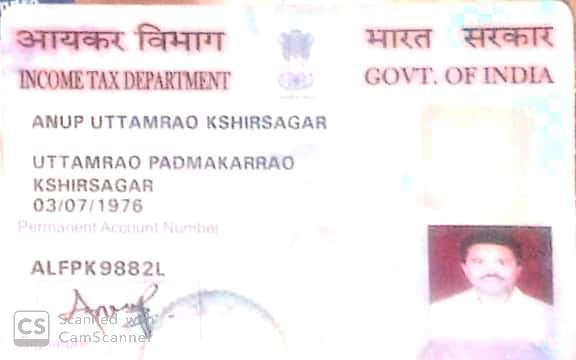 आयकर विभाग
भारत सरकार
INCOME TAX DEPARTMENT
GOVT. OF INDIA
ANUP UTTAMRAO KSHIRSAGAR
UTTAMRAO PADMAKARRAO
KSHIRSAGAR
03/07/1976
Permanent Account Number
ALFPK9882L
CS
Scanned with
CamScanner